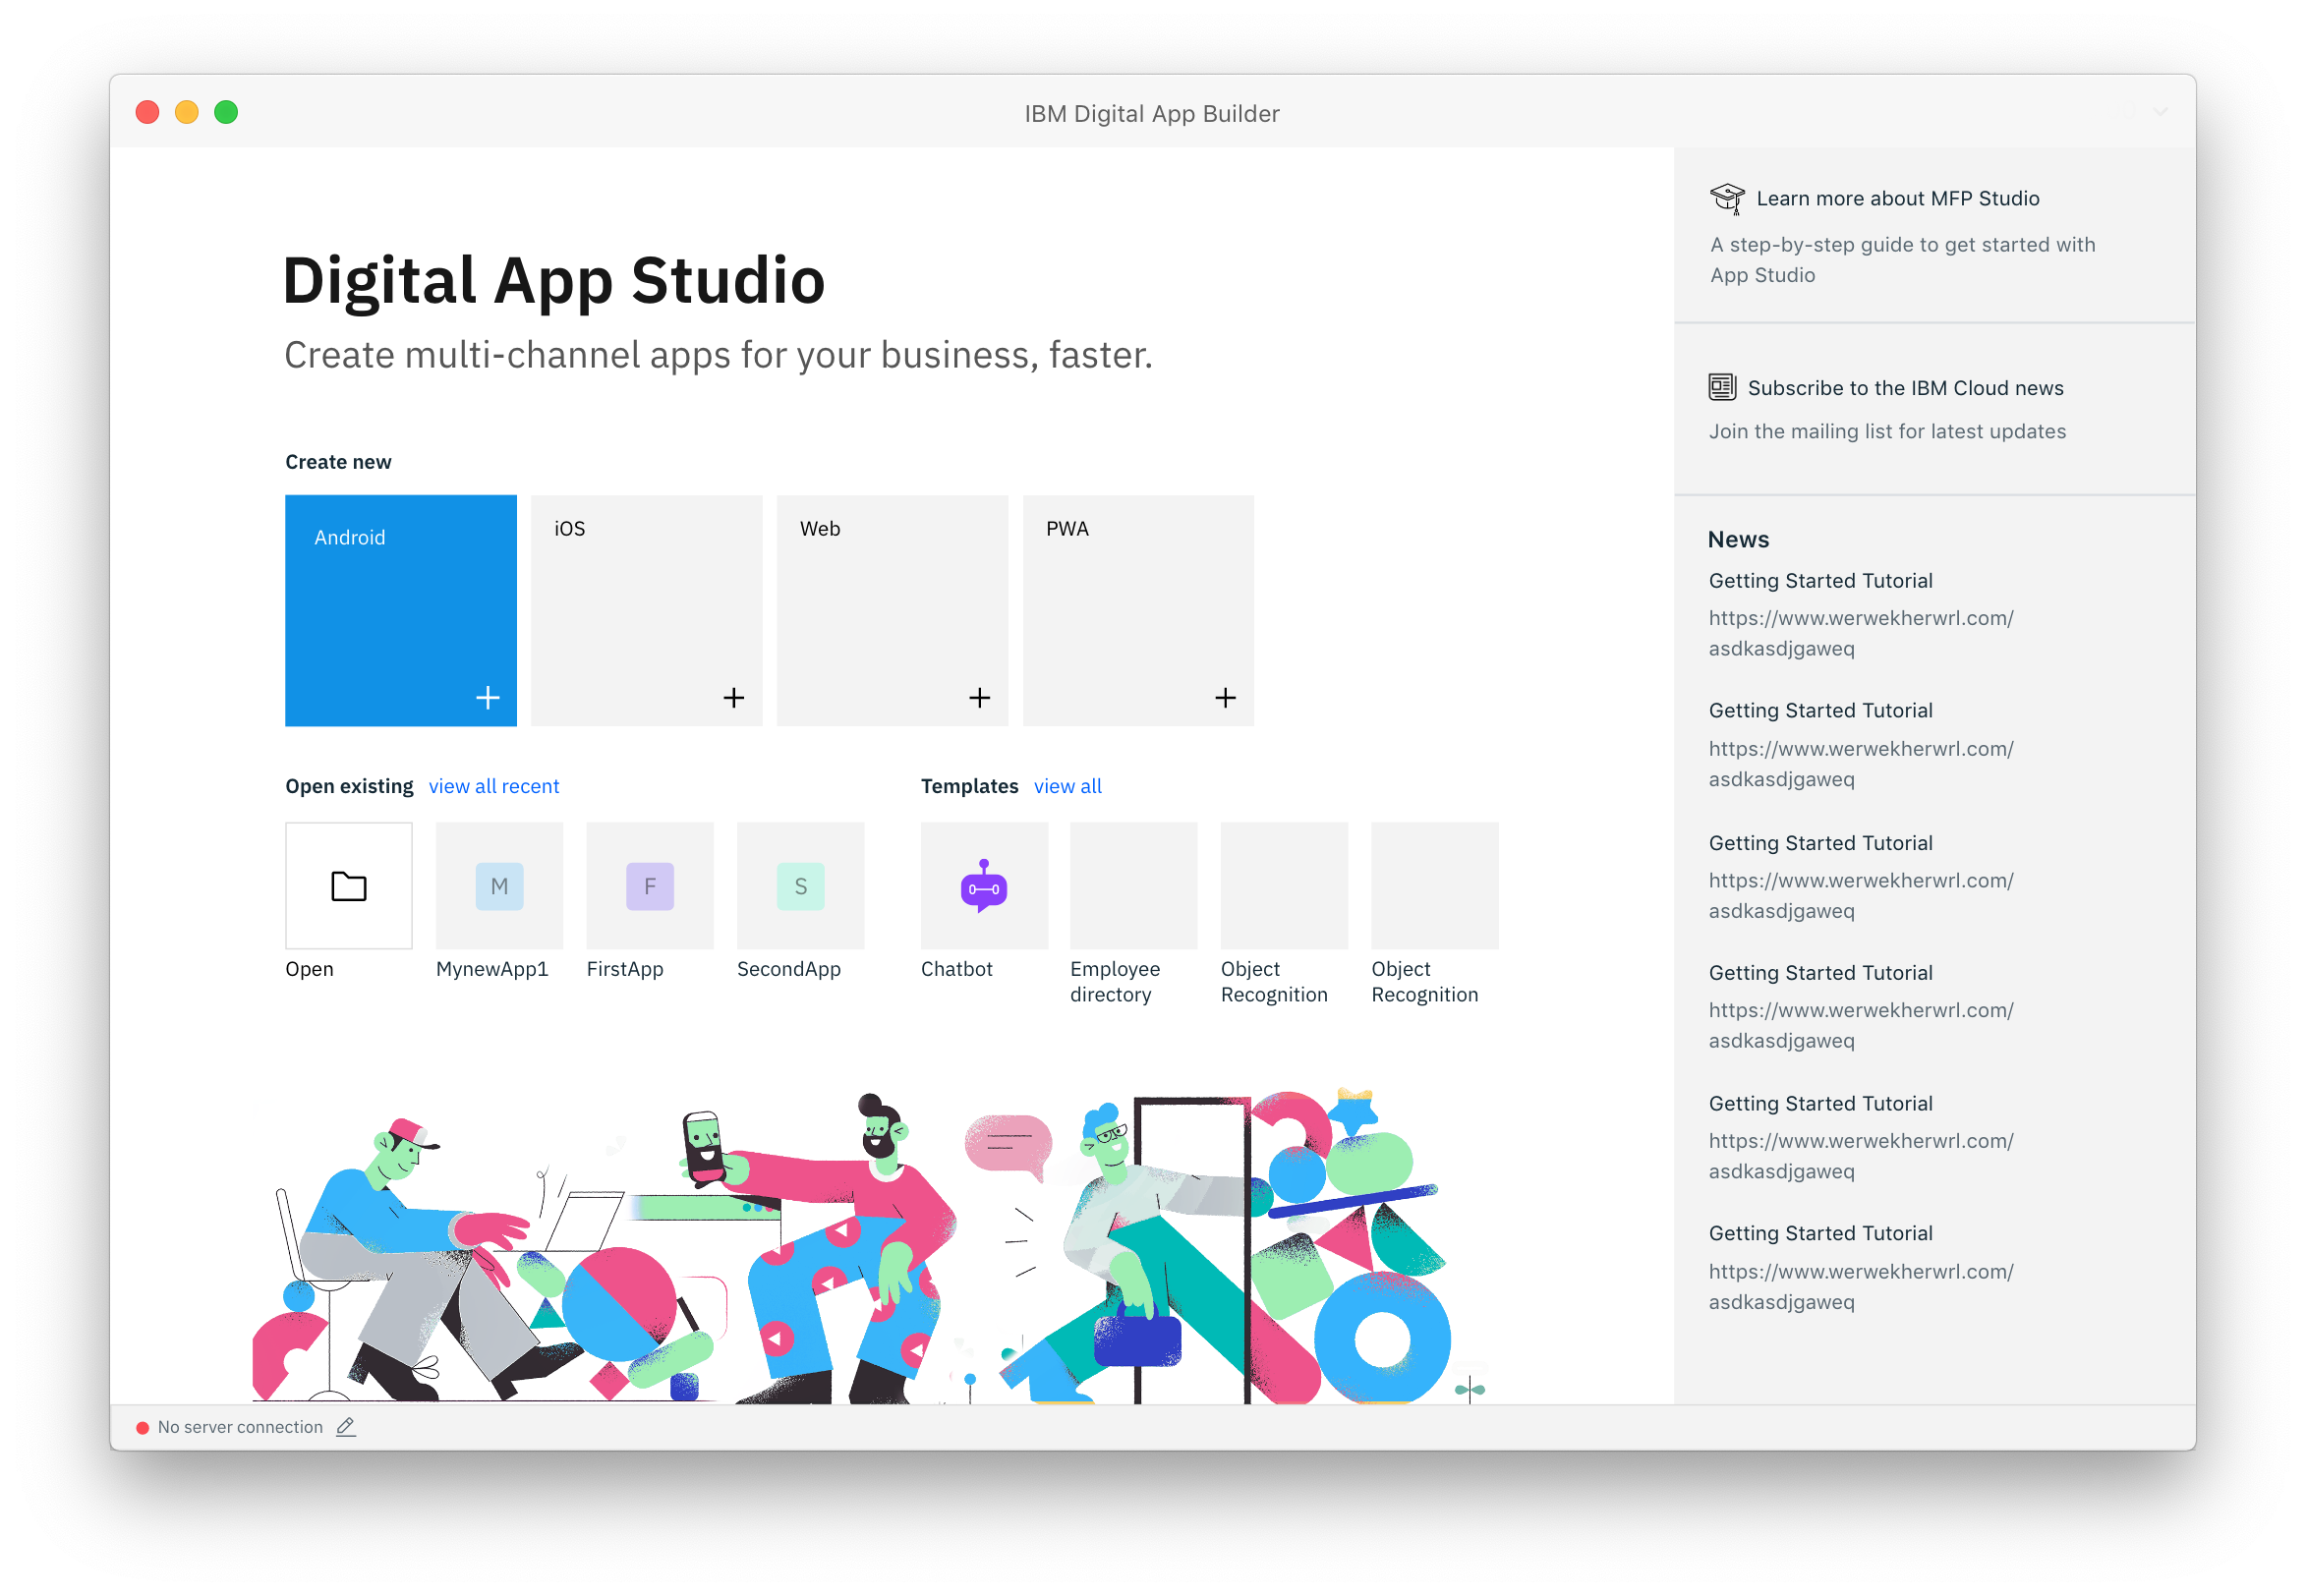 IBM Digital App Builder
Digital App Studio
Create multi-channel apps for your business, faster.
Create new
Android
iOS
Web
PWA
Open existing view all recent
Open
M
MynewApp1
F
FirstApp
S
SecondApp
Templates view all
Chatbot
Employee
directory
Object
Recognition
Object
Recognition
Learn more about MFP Studio
A step-by-step guide to get started with
App Studio
Subscribe to the IBM Cloud news
Join the mailing list for latest updates
News
Getting Started Tutorial
https://www.werwekherwrl.com/
asdkasdjgaweq
Getting Started Tutorial
https://www.werwekherwrl.com/
asdkasdjgaweq
Getting Started Tutorial
https://www.werwekherwrl.com/
asdkasdjgaweq
Getting Started Tutorial
https://www.werwekherwrl.com/
asdkasdjgaweq
Getting Started Tutorial
https://www.werwekherwrl.com/
asdkasdjgaweq
Getting Started Tutorial
https://www.werwekherwrl.com/
asdkasdjgaweq
No server connection